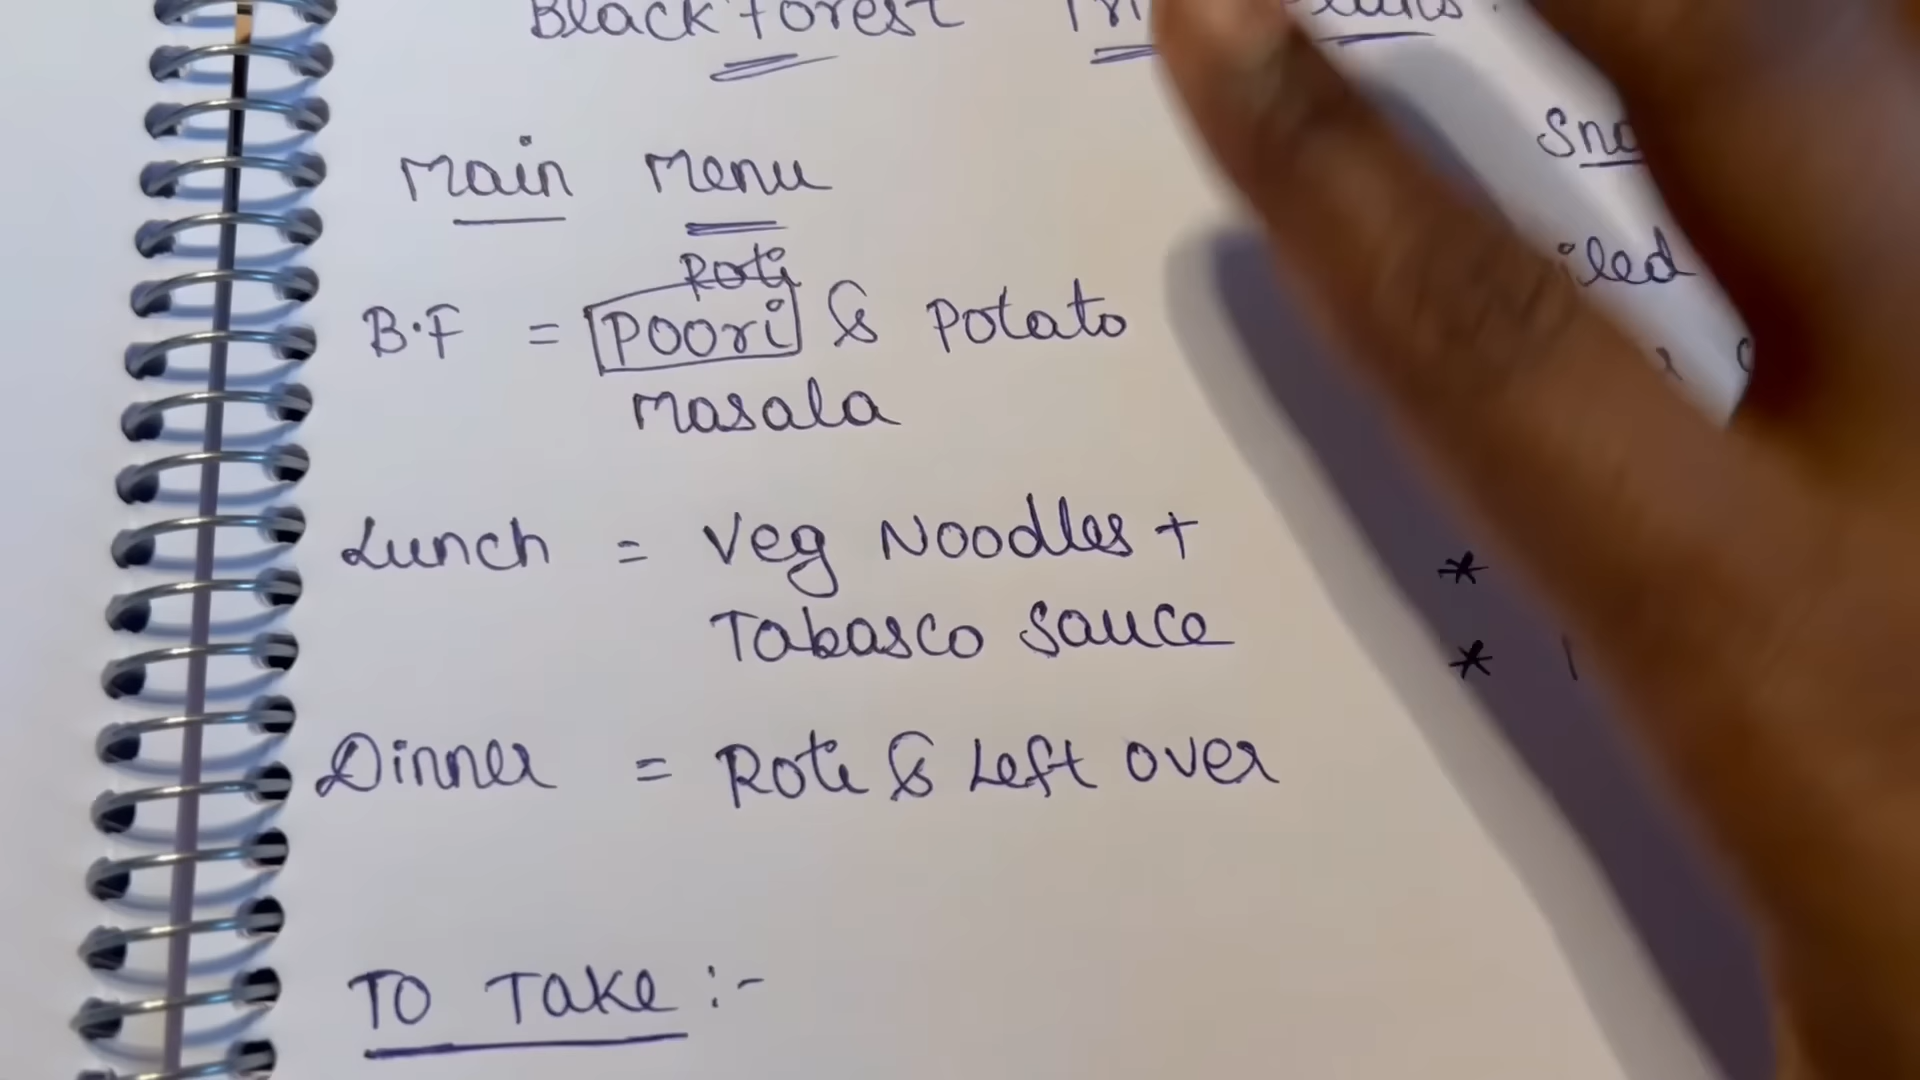 Black Forest
Main Menu
Roti
B.F = Poori & Potato
Masala
Lunch = Veg Noodles +
Tabasco Sauce
*
*
Dinner = Roti & Left over
To Take :-